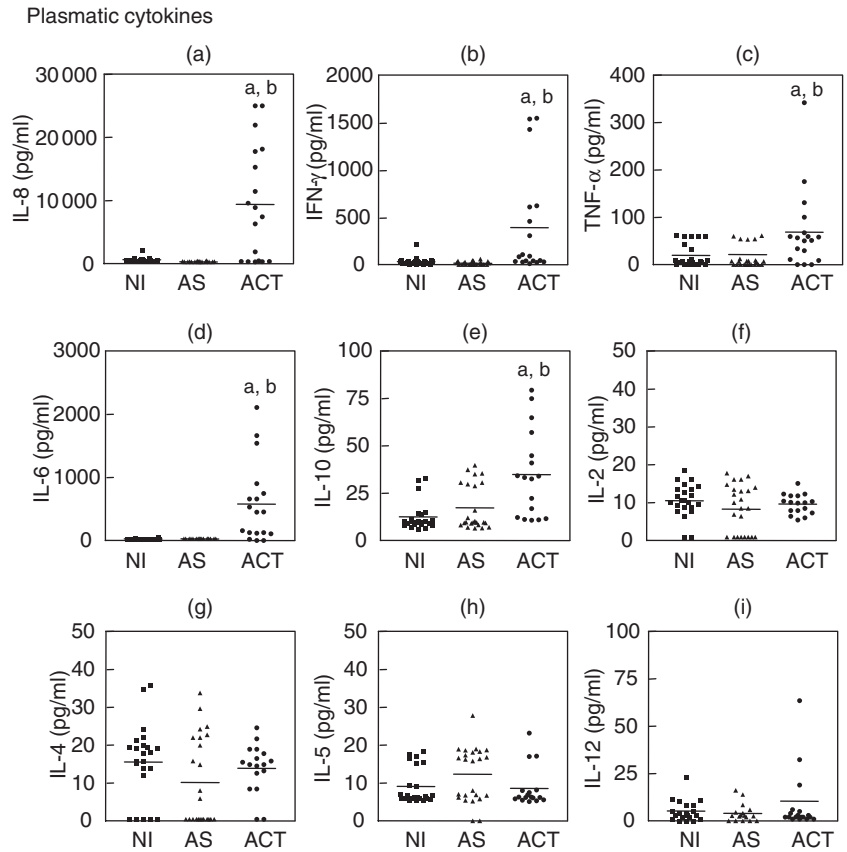 Plasmatic cytokines
(a)
IL-8 (pg/ml)
30 000
20 000
10 000
0
a, b
NI AS ACT
(b)
IFN-γ (pg/ml)
2000
1500
1000
500
0
a, b
NI AS ACT
(c)
TNF-α (pg/ml)
400
300
200
100
0
a, b
NI AS ACT
(d)
IL-6 (pg/ml)
3000
2000
1000
0
a, b
NI AS ACT
(e)
IL-10 (pg/ml)
100
75
50
25
0
a, b
NI AS ACT
(f)
IL-2 (pg/ml)
50
40
30
20
10
0
NI AS ACT
(g)
IL-4 (pg/ml)
50
40
30
20
10
0
NI AS ACT
(h)
IL-5 (pg/ml)
50
40
30
20
10
0
NI AS ACT
(i)
IL-12 (pg/ml)
100
75
50
25
0
NI AS ACT